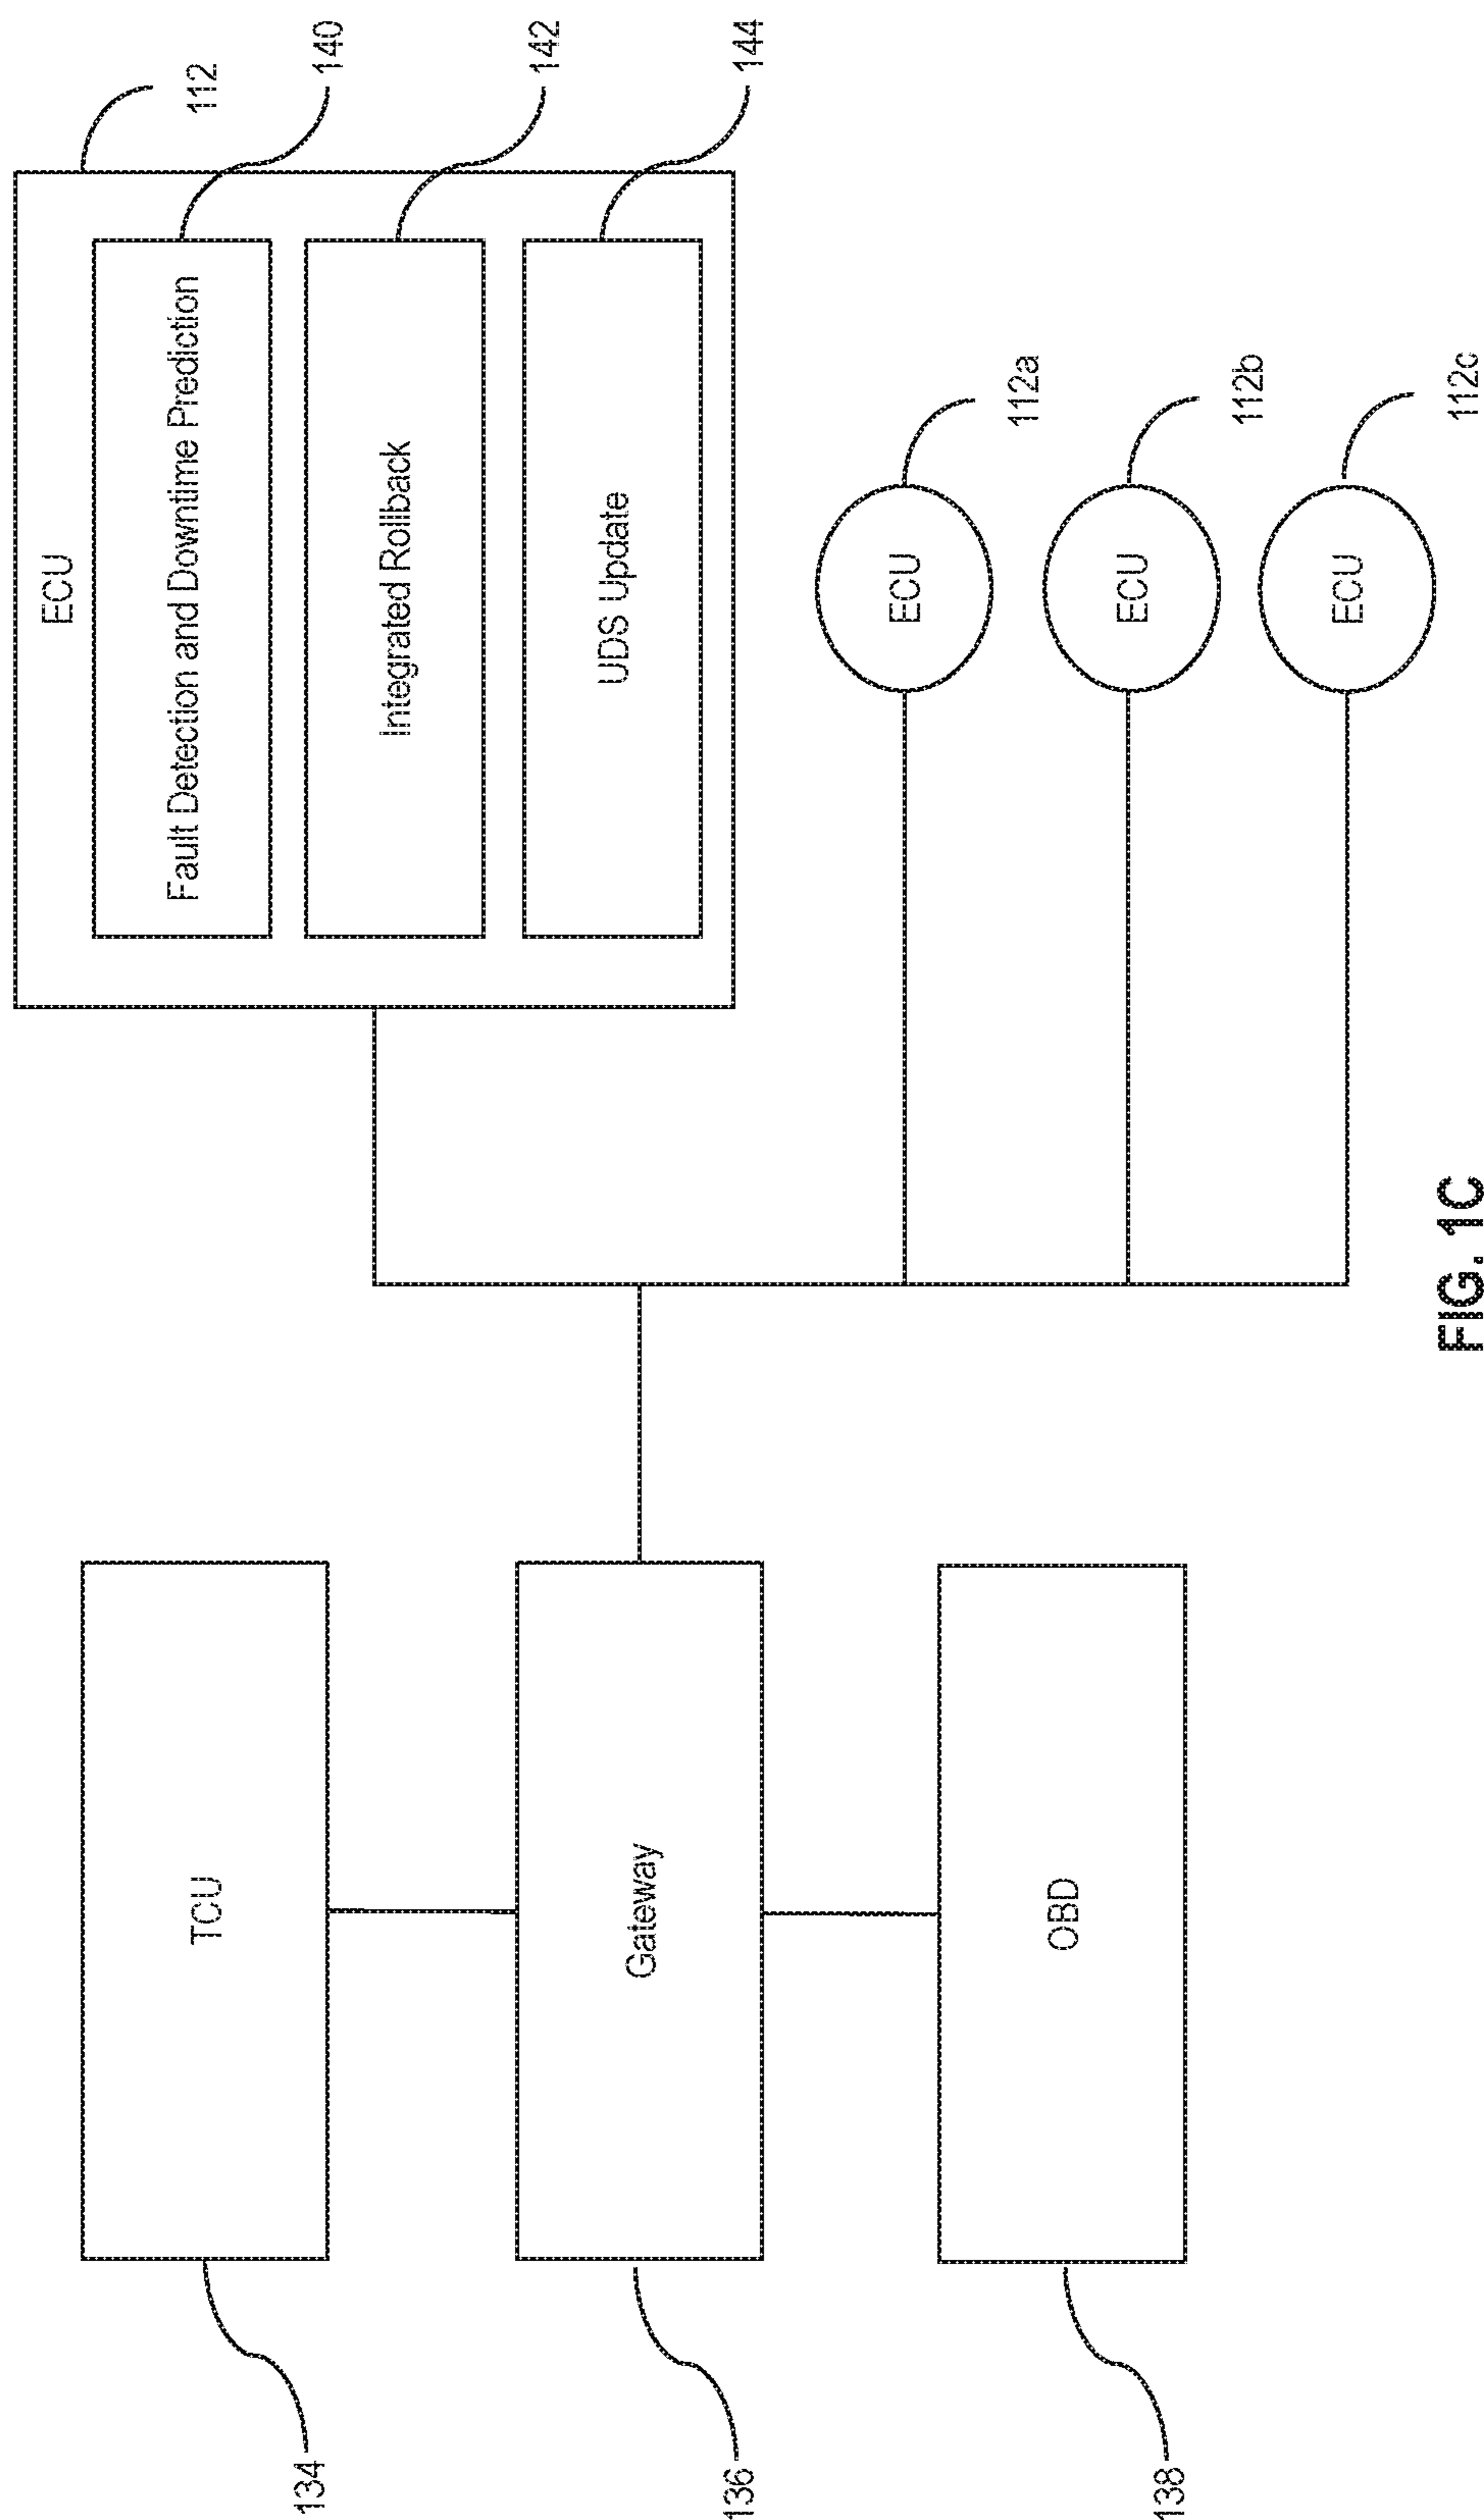 134
TCU
136
Gateway
138
OBD
ECU
112
Fault Detection and Downtime Prediction
140
Integrated Rollback
142
UDS Update
144
ECU
112a
ECU
112b
ECU
112c
FIG. 1C